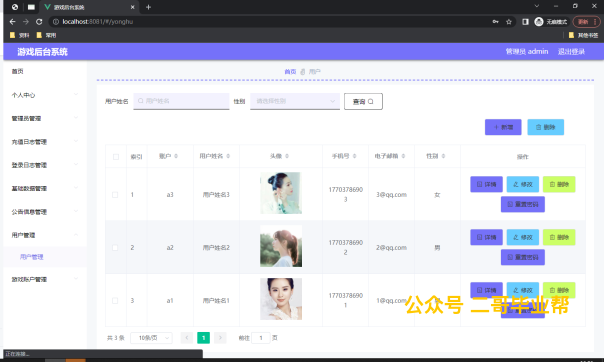 游戏后台系统
localhost:8081/#/yonghu
无痕模式
更新
资料 常用 其他书签
游戏后台系统 管理员 admin 退出登录
首页
个人中心
管理员管理
充值日志管理
登录日志管理
基础数据管理
公告信息管理
用户管理
用户管理
游戏账户管理
首页 用户
用户姓名 用户姓名 性别 请选择性别 查询
+ 新增 删除
索引 账户 用户姓名 头像 手机号 电子邮箱 性别 操作
1 a3 用户姓名3 17703786903 3@qq.com 女 详情 修改 删除 重置密码
2 a2 用户姓名2 17703786902 2@qq.com 男 详情 修改 删除 重置密码
3 a1 用户姓名1 17703786901 1@qq.com 详情 修改 删除
公众号 二哥毕业帮
共 3 条 10条/页 1 前往 1 页
正在连接...